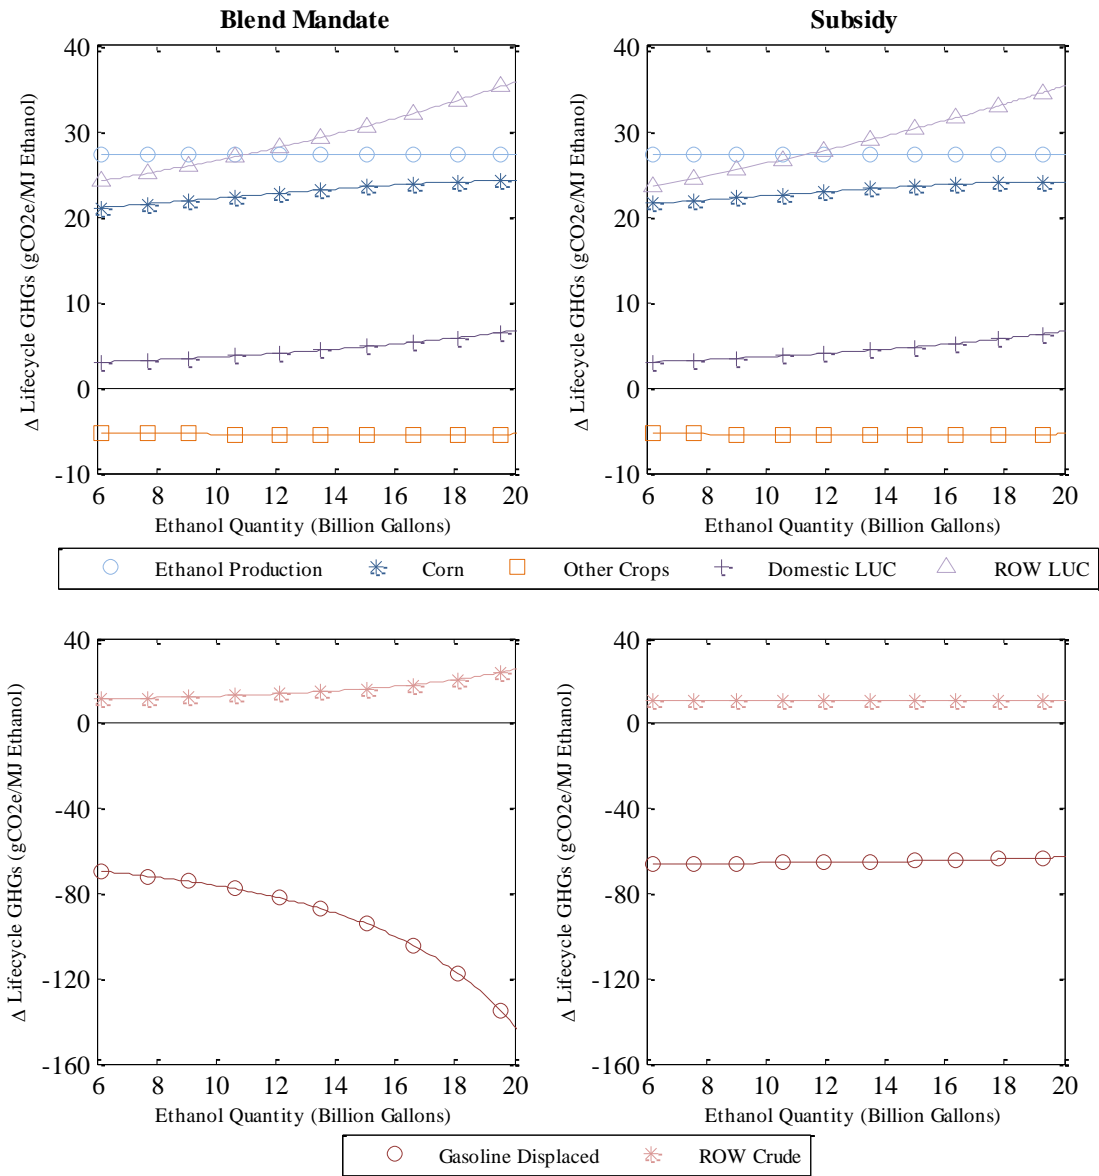 Blend Mandate
Subsidy
Δ Lifecycle GHGs (gCO2e/MJ Ethanol)
40
30
20
10
0
-10
6 8 10 12 14 16 18 20
Ethanol Quantity (Billion Gallons)
Δ Lifecycle GHGs (gCO2e/MJ Ethanol)
40
30
20
10
0
-10
6 8 10 12 14 16 18 20
Ethanol Quantity (Billion Gallons)
Ethanol Production Corn Other Crops Domestic LUC ROW LUC
Δ Lifecycle GHGs (gCO2e/MJ Ethanol)
40
0
-40
-80
-120
-160
6 8 10 12 14 16 18 20
Ethanol Quantity (Billion Gallons)
Δ Lifecycle GHGs (gCO2e/MJ Ethanol)
40
0
-40
-80
-120
-160
6 8 10 12 14 16 18 20
Ethanol Quantity (Billion Gallons)
Gasoline Displaced ROW Crude